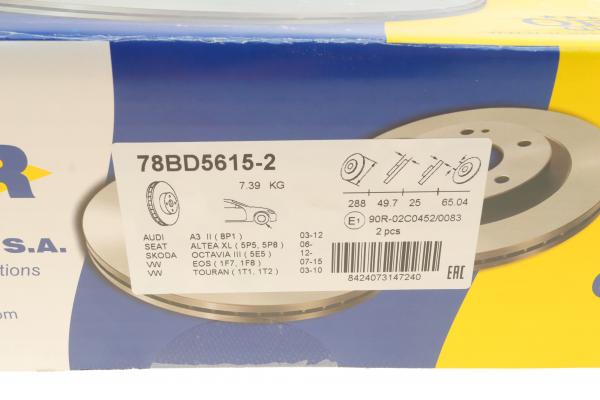 78BD5615-2
7.39 KG
288 49.7 25 65.04
E1 90R-02C0452/0083
2 pcs
AUDI A3 II ( 8P1 ) 03-12
SEAT ALTEA XL ( 5P5, 5P8 ) 06-
SKODA OCTAVIA III ( 5E5 ) 12-
VW EOS ( 1F7, 1F8 ) 07-15
VW TOURAN ( 1T1, 1T2 ) 03-10
8424073147240
EAC
R
S.A.
tions
om